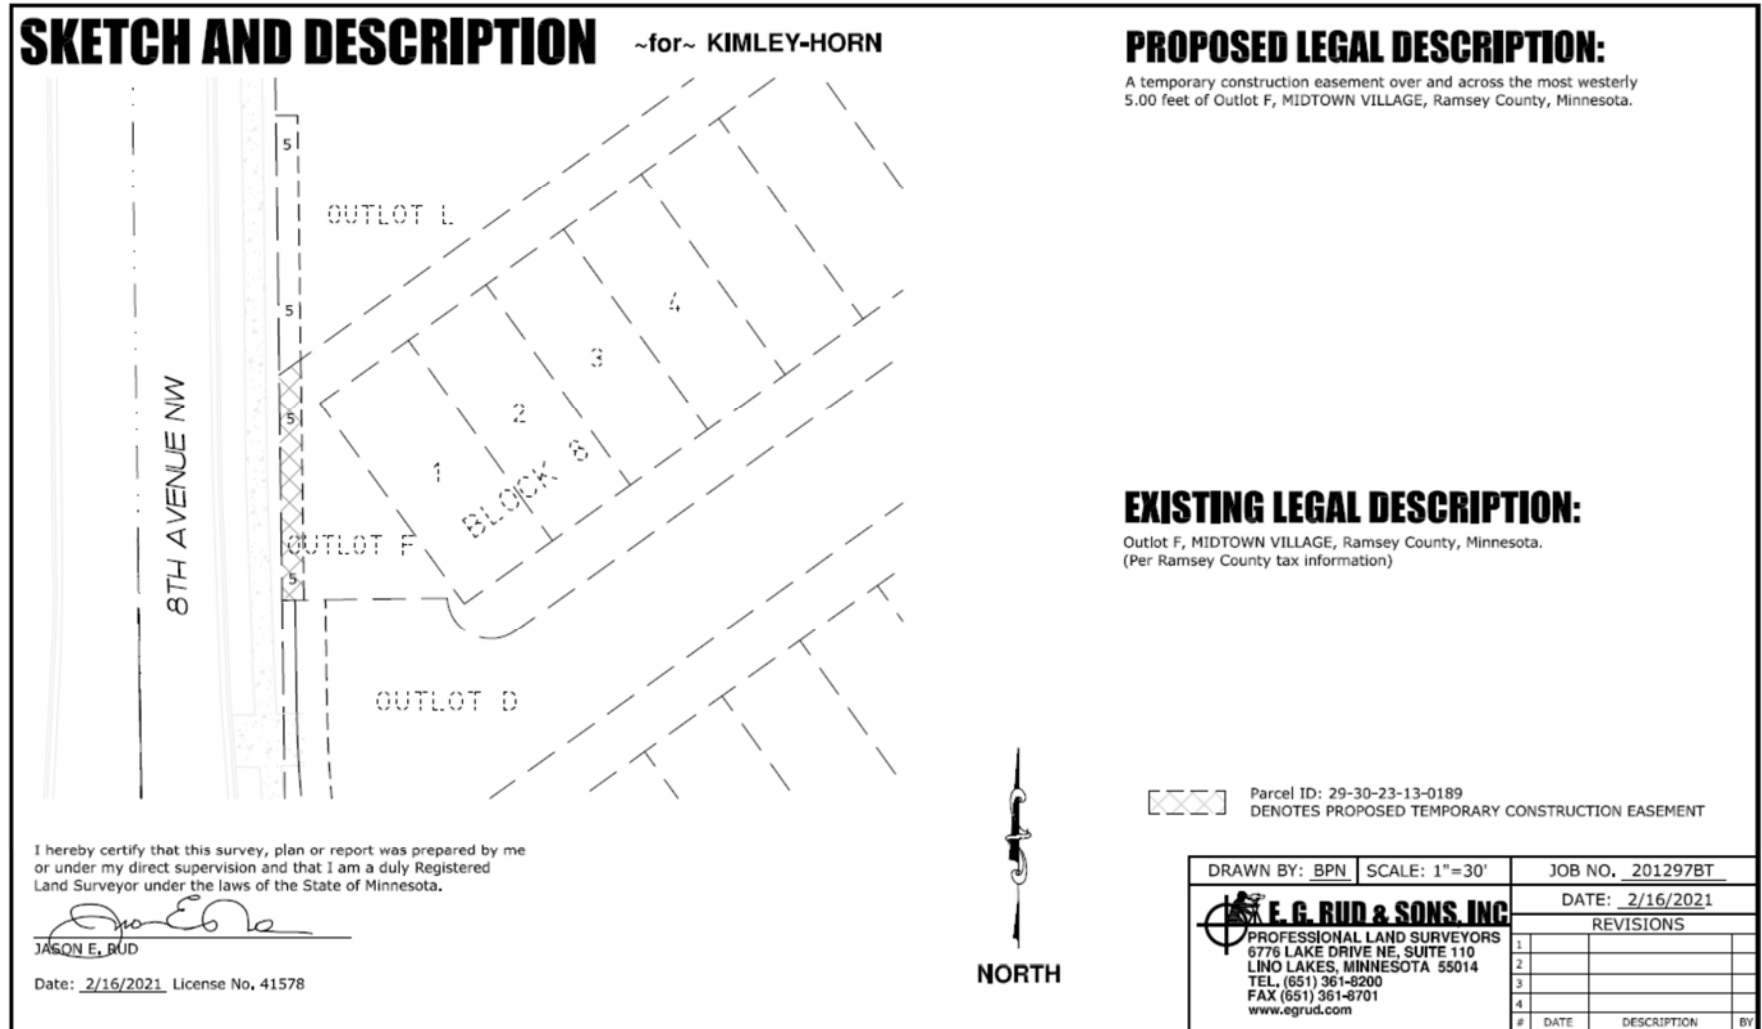 SKETCH AND DESCRIPTION
~for~ KIMLEY-HORN
5
OUTLOT L
5
4
3
5
2
1
BLOCK 8
8TH AVENUE NW
OUTLOT F
5
OUTLOT D
PROPOSED LEGAL DESCRIPTION:
A temporary construction easement over and across the most westerly
5.00 feet of Outlot F, MIDTOWN VILLAGE, Ramsey County, Minnesota.
EXISTING LEGAL DESCRIPTION:
Outlot F, MIDTOWN VILLAGE, Ramsey County, Minnesota.
(Per Ramsey County tax information)
Parcel ID: 29-30-23-13-0189
DENOTES PROPOSED TEMPORARY CONSTRUCTION EASEMENT
NORTH
I hereby certify that this survey, plan or report was prepared by me
or under my direct supervision and that I am a duly Registered
Land Surveyor under the laws of the State of Minnesota.
JASON E. RUD
Date: 2/16/2021 License No. 41578
DRAWN BY: BPN
SCALE: 1"=30'
JOB NO. 201297BT
DATE: 2/16/2021
REVISIONS
1
2
3
4
# DATE DESCRIPTION BY
E. G. RUD & SONS, INC
PROFESSIONAL LAND SURVEYORS
6776 LAKE DRIVE NE, SUITE 110
LINO LAKES, MINNESOTA 55014
TEL. (651) 361-8200
FAX (651) 361-8701
www.egrud.com